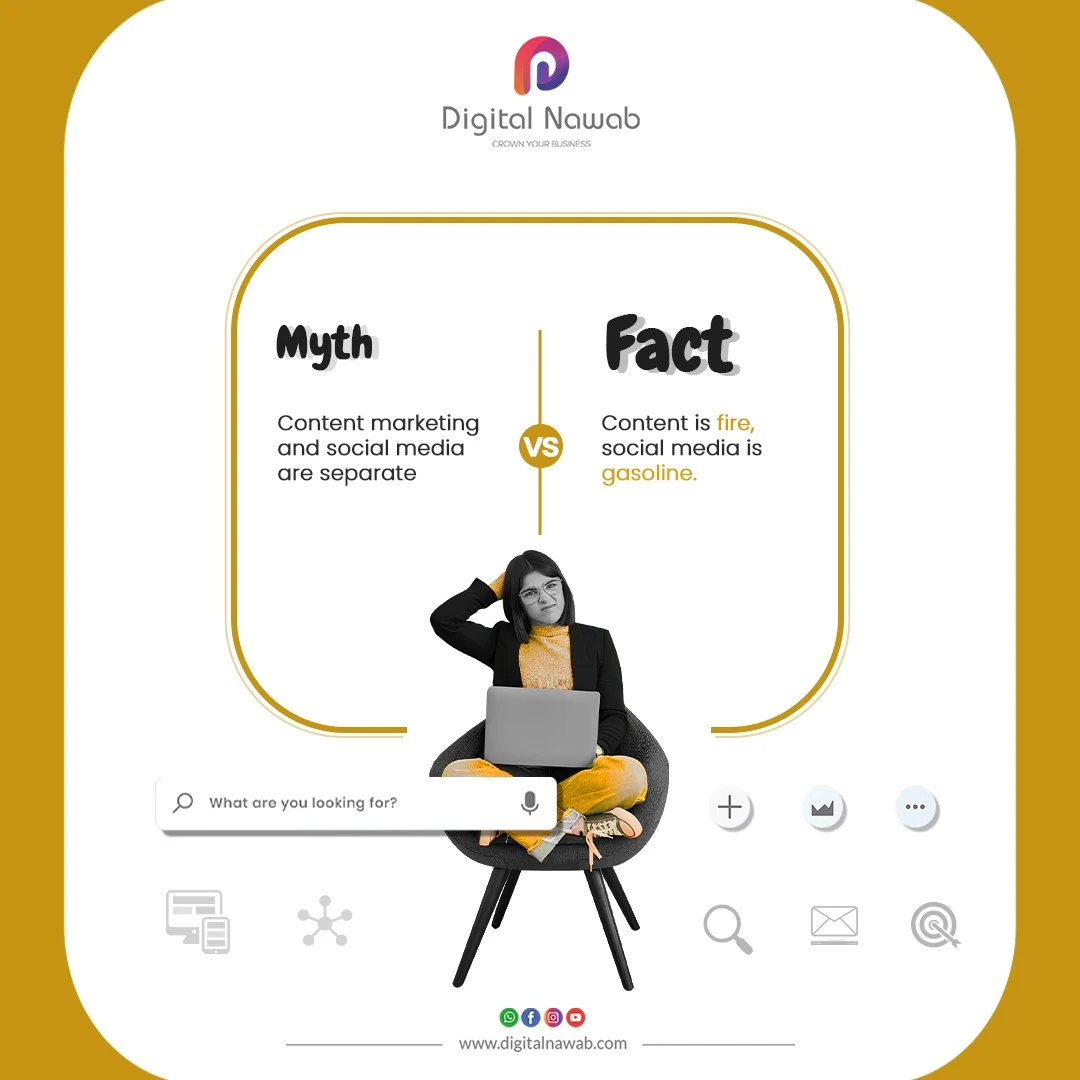 Digital Nawab
CROWN YOUR BUSINESS
Myth
Content marketing
and social media
are separate
VS
Fact
Content is fire,
social media is
gasoline.
What are you looking for?
www.digitalnawab.com